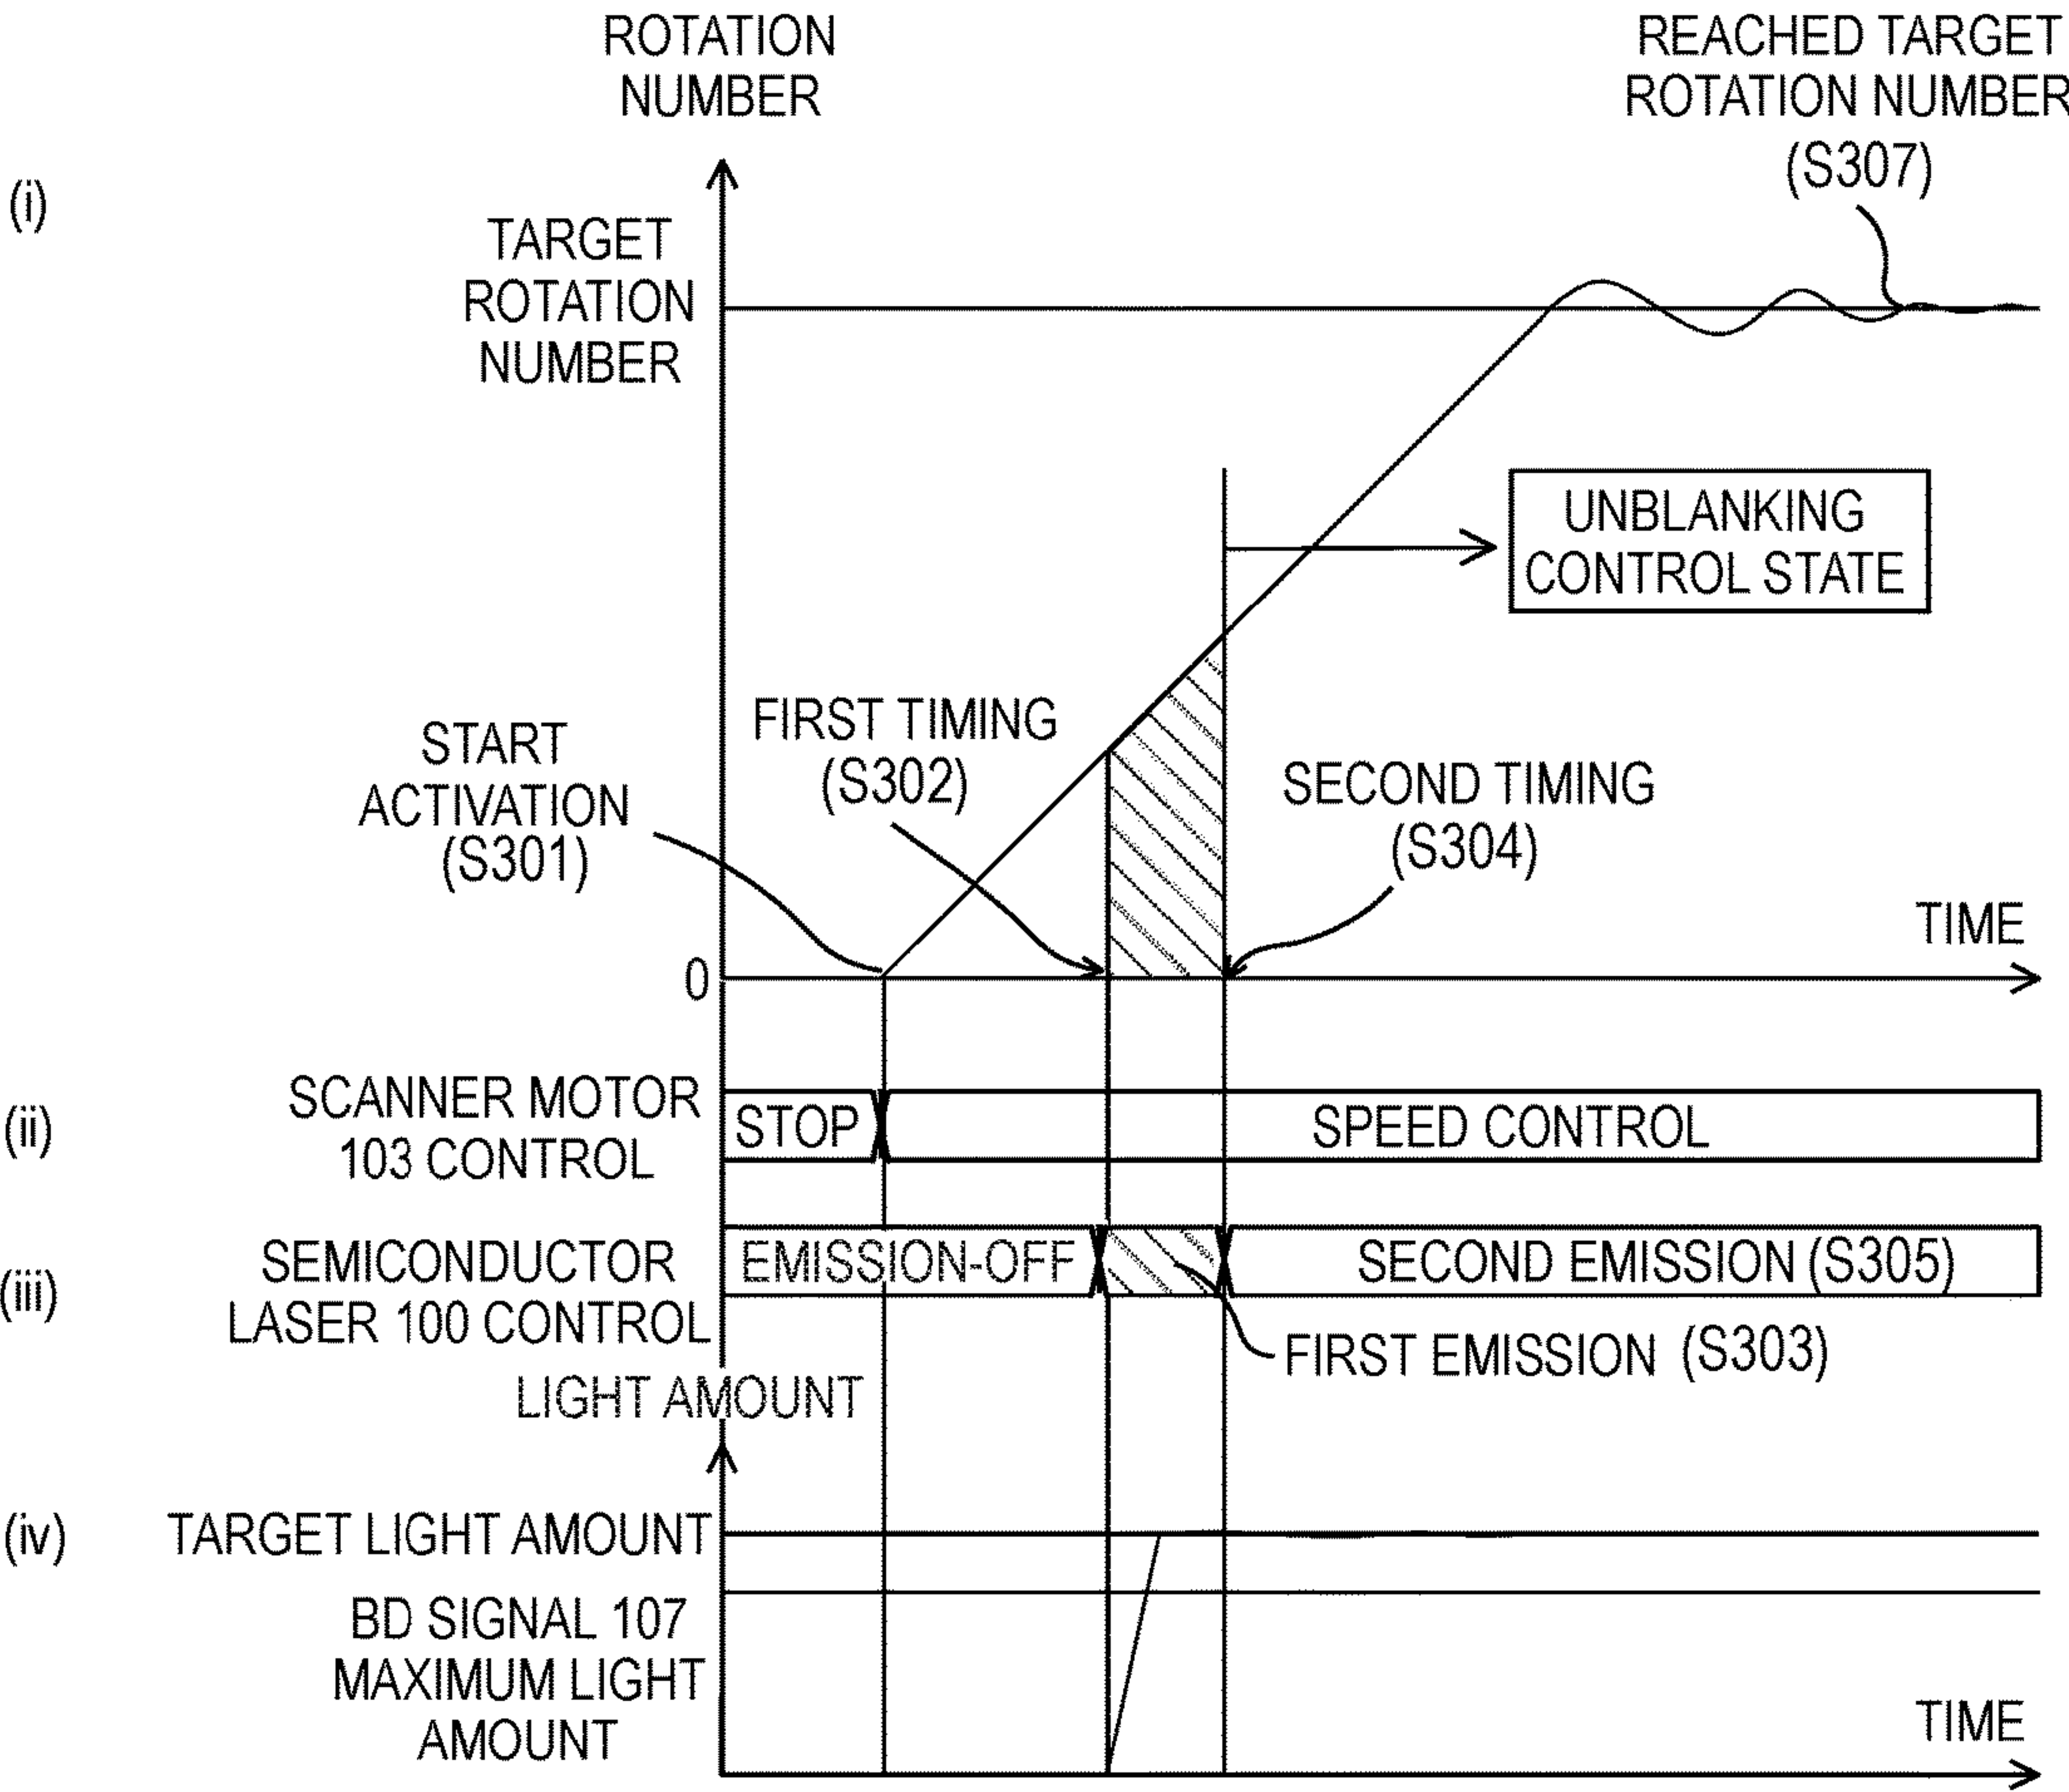 ROTATION
NUMBER
REACHED TARGET
ROTATION NUMBER
(S307)
(i)
TARGET
ROTATION
NUMBER
UNBLANKING
CONTROL STATE
START
ACTIVATION
(S301)
FIRST TIMING
(S302)
SECOND TIMING
(S304)
TIME
0
(ii)
SCANNER MOTOR
103 CONTROL
STOP
SPEED CONTROL
(iii)
SEMICONDUCTOR
LASER 100 CONTROL
EMISSION-OFF
SECOND EMISSION (S305)
FIRST EMISSION (S303)
LIGHT AMOUNT
(iv)
TARGET LIGHT AMOUNT
BD SIGNAL 107
MAXIMUM LIGHT
AMOUNT
TIME